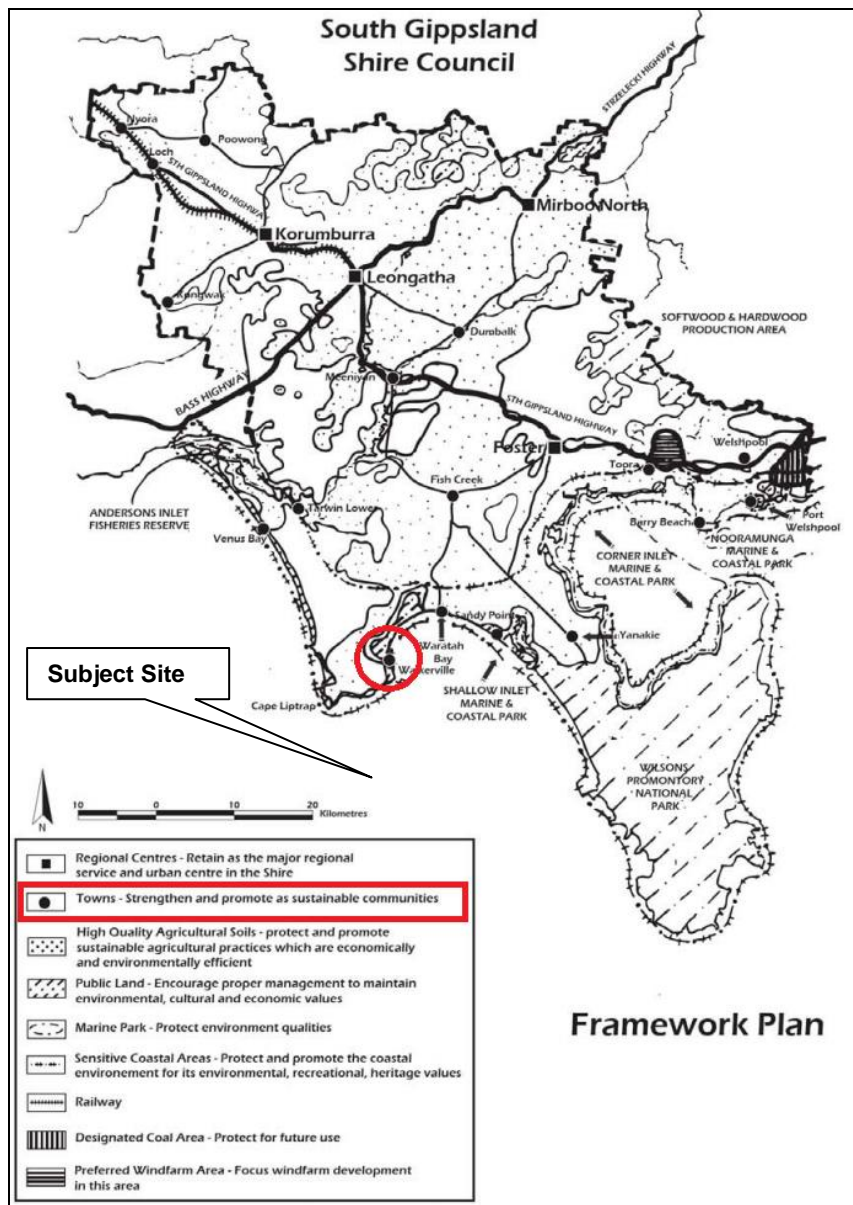 South Gippsland
Shire Council
STRZELECKI HIGHWAY
Nyora
Poowong
Loch
STH GIPPSLAND HIGHWAY
Mirboo North
Korumburra
Leongatha
Kongwak
SOFTWOOD & HARDWOOD
PRODUCTION AREA
Dumbalk
Meeniyan
BASS HIGHWAY
STH GIPPSLAND HIGHWAY
Foster
Welshpool
Toora
Fish Creek
ANDERSONS INLET
FISHERIES RESERVE
Tarwin Lower
Venus Bay
Barry Beach
Port
Welshpool
NOORAMUNGA
MARINE &
COASTAL PARK
CORNER INLET
MARINE &
COASTAL PARK
Sandy Point
Yanakie
Waratah
Bay
Walkerville
Subject Site
SHALLOW INLET
MARINE &
COASTAL PARK
Cape Liptrap
WILSONS
PROMONTORY
NATIONAL
PARK
N
10 0 10 20
Kilometres
Regional Centres - Retain as the major regional
service and urban centre in the Shire
Towns - Strengthen and promote as sustainable communities
High Quality Agricultural Soils - protect and promote
sustainable agricultural practices which are economically
and environmentally efficient
Public Land - Encourage proper management to maintain
environmental, cultural and economic values
Marine Park - Protect environment qualities
Sensitive Coastal Areas - Protect and promote the coastal
environement for its environmental, recreational, heritage values
Railway
Designated Coal Area - Protect for future use
Preferred Windfarm Area - Focus windfarm development
in this area
Framework Plan